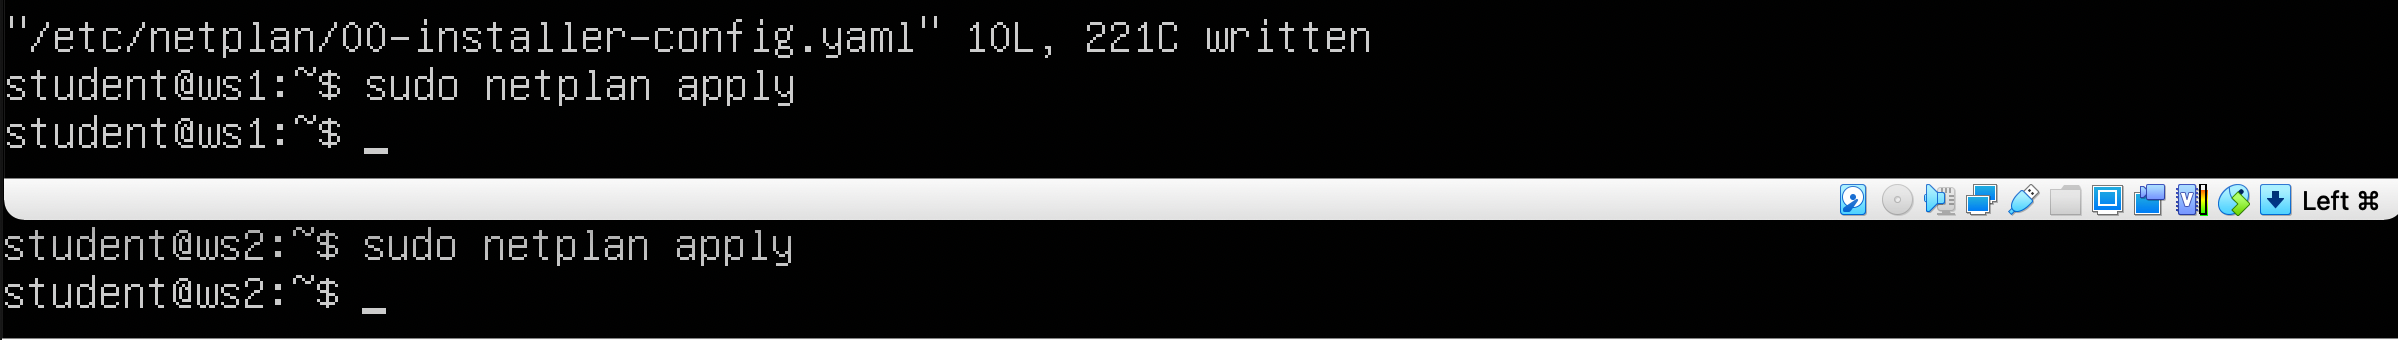 "/etc/netplan/00-installer-config.yaml" 10L, 221C written
student@ws1:~$ sudo netplan apply
student@ws1:~$ _
Left ⌘
student@ws2:~$ sudo netplan apply
student@ws2:~$ _